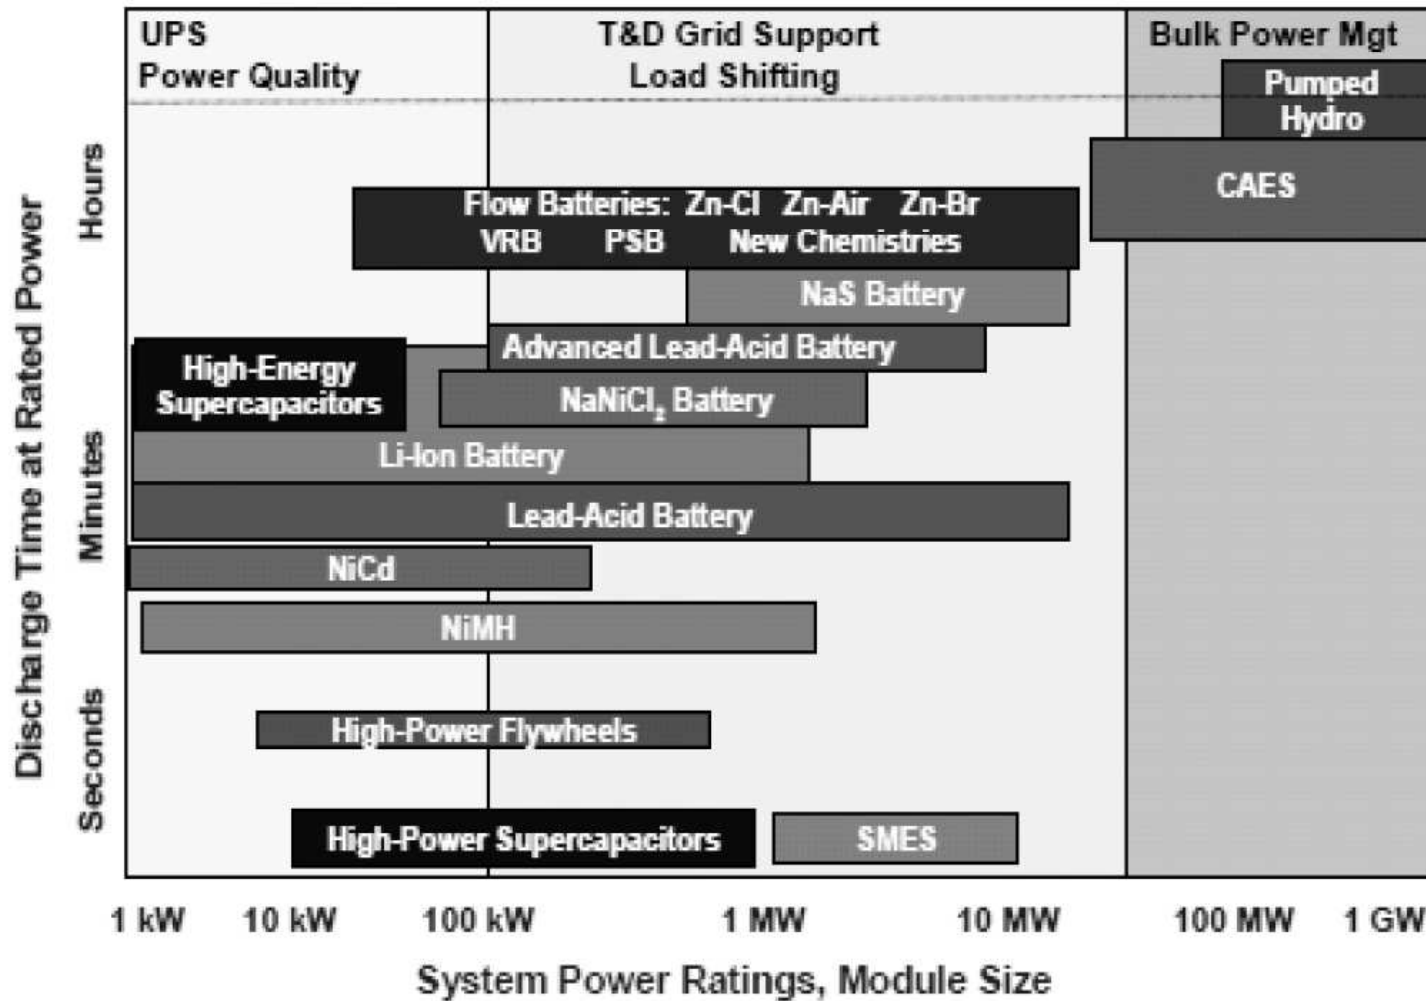 UPS
Power Quality
T&D Grid Support
Load Shifting
Bulk Power Mgt
Pumped
Hydro
CAES
Flow Batteries: Zn-Cl Zn-Air Zn-Br
VRB PSB New Chemistries
NaS Battery
Advanced Lead-Acid Battery
High-Energy
Supercapacitors
NaNiCl₂ Battery
Li-Ion Battery
Lead-Acid Battery
NiCd
NiMH
High-Power Flywheels
High-Power Supercapacitors
SMES
Discharge Time at Rated Power
Hours
Minutes
Seconds
1 kW 10 kW 100 kW 1 MW 10 MW 100 MW 1 GW
System Power Ratings, Module Size